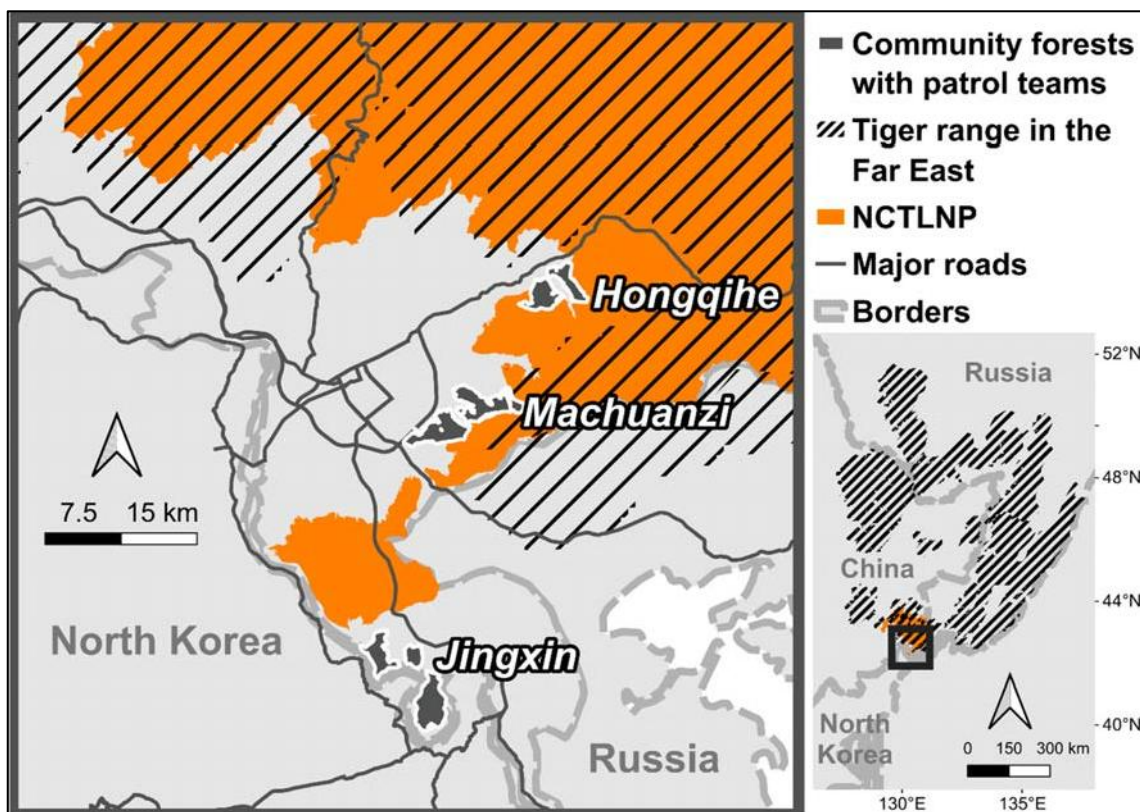 Hongqihe
Machuanzi
7.5 15 km
North Korea
Jingxin
Russia
Community forests
with patrol teams
Tiger range in the
Far East
NCTLNP
Major roads
Borders
52°N
Russia
48°N
China
44°N
North
Korea
40°N
0 150 300 km
130°E 135°E